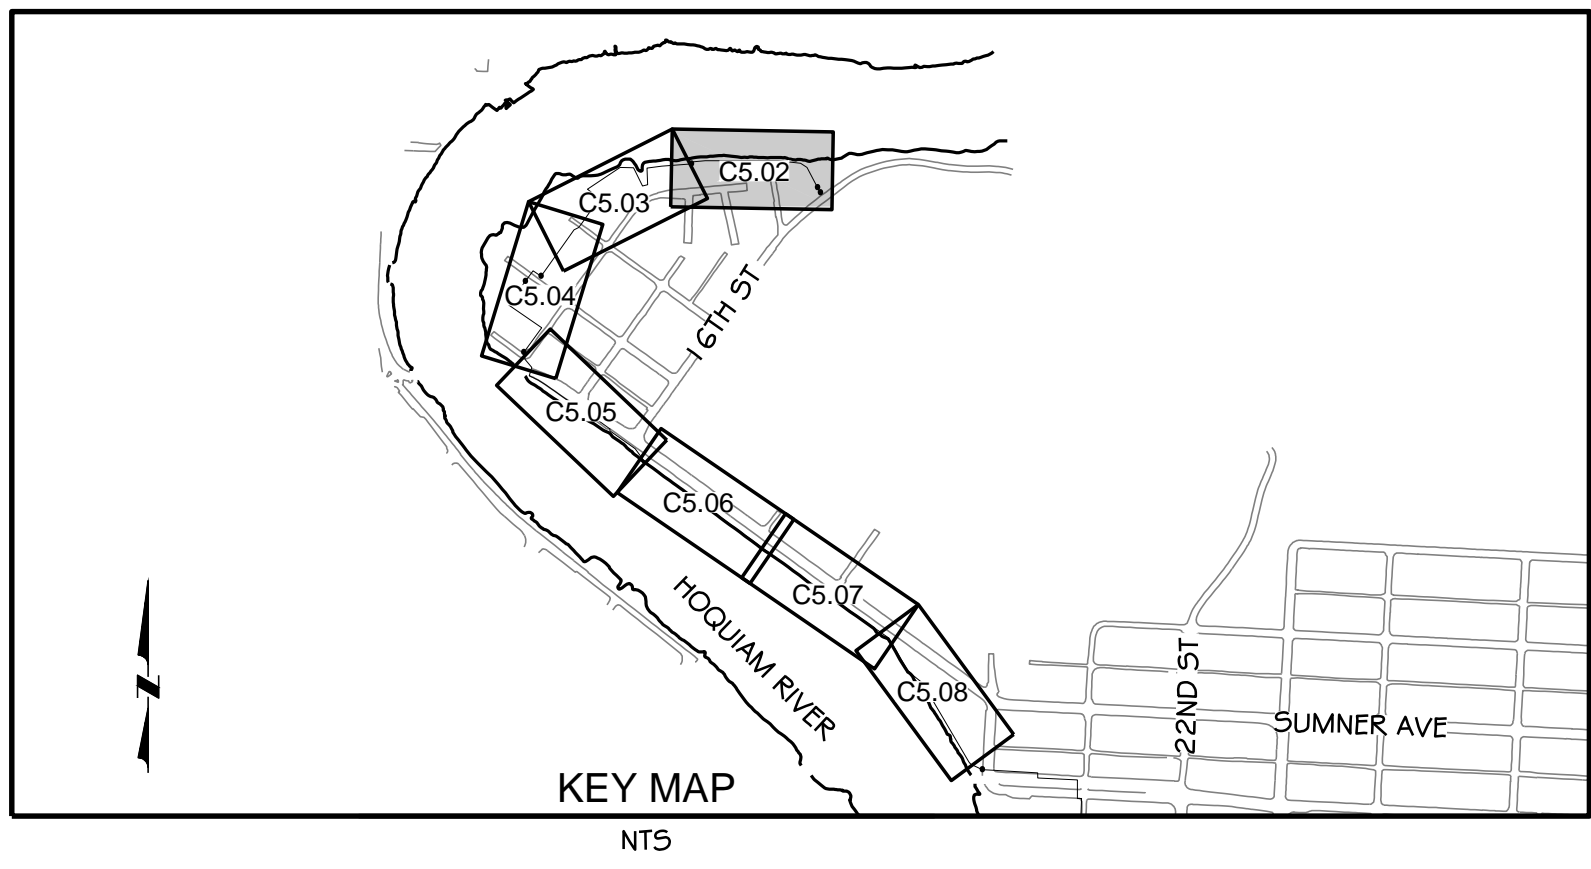 C5.02
C5.03
16TH ST
C5.04
C5.05
C5.06
C5.07
HOQUIAM RIVER
C5.08
22ND ST
SUMNER AVE
N
KEY MAP
NTS